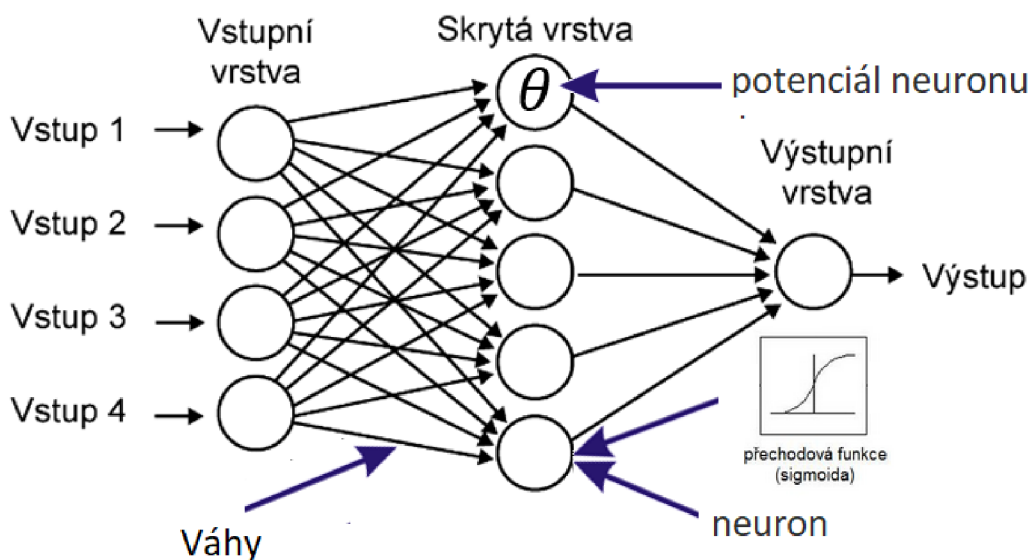 Vstupní
vrstva
Skrytá vrstva
θ
potenciál neuronu
Vstup 1
Výstupní
vrstva
Vstup 2
Výstup
Vstup 3
Vstup 4
přechodová funkce
(sigmoida)
Váhy
neuron